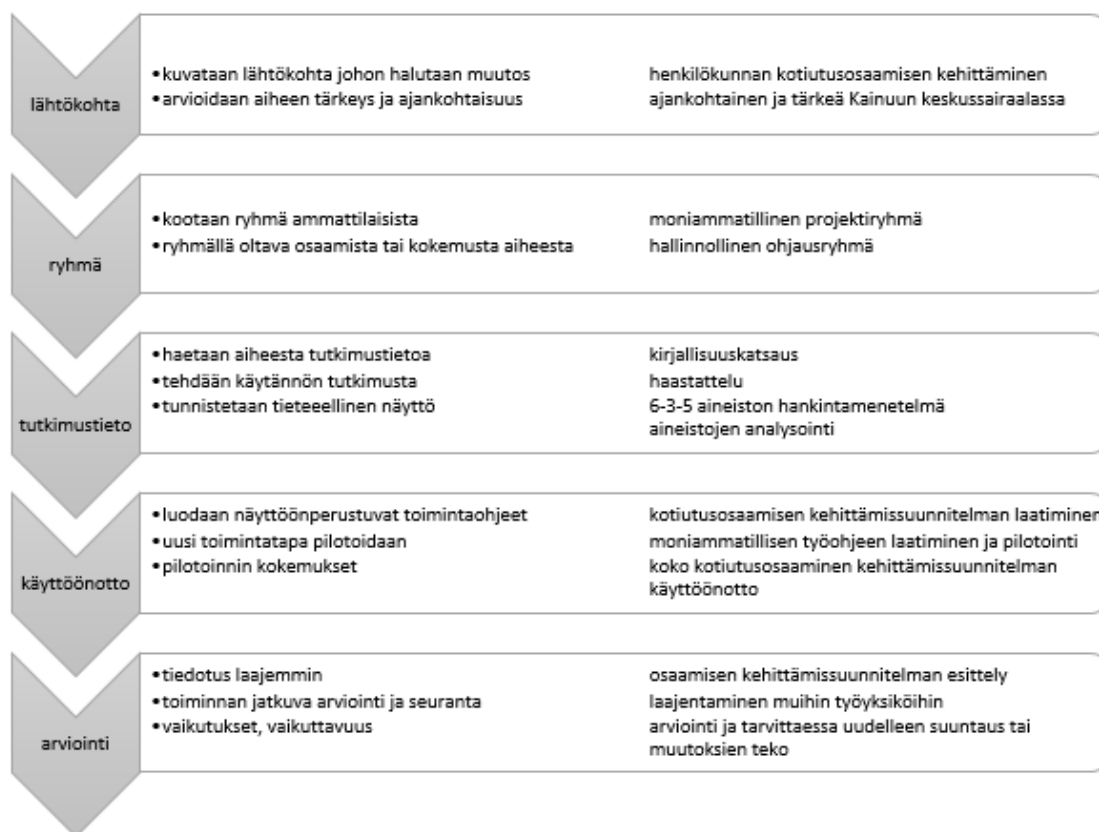 lähtökohta
•kuvataan lähtökohta johon halutaan muutos
•arvioidaan aiheen tärkeys ja ajankohtaisuus
henkilökunnan kotiutusosaamisen kehittäminen
ajankohtainen ja tärkeä Kainuun keskussairaalassa
ryhmä
•kootaan ryhmä ammattilaisista
•ryhmällä oltava osaamista tai kokemusta aiheesta
moniammatillinen projektiryhmä
hallinnollinen ohjausryhmä
tutkimustieto
•haetaan aiheesta tutkimustietoa
•tehdään käytännön tutkimusta
•tunnistetaan tieteeellinen näyttö
kirjallisuuskatsaus
haastattelu
6-3-5 aineiston hankintamenetelmä
aineistojen analysointi
käyttöönotto
•luodaan näyttöönperustuvat toimintaohjeet
•uusi toimintatapa pilotoidaan
•pilotoinnin kokemukset
kotiutusosaamisen kehittämissuunnitelman laatiminen
moniammatillisen työohjeen laatiminen ja pilotointi
koko kotiutusosaaminen kehittämissuunnitelman
käyttöönotto
arviointi
•tiedotus laajemmin
•toiminnan jatkuva arviointi ja seuranta
•vaikutukset, vaikuttavuus
osaamisen kehittämissuunnitelman esittely
laajentaminen muihin työyksiköihin
arviointi ja tarvittaessa uudelleen suuntaus tai
muutoksien teko